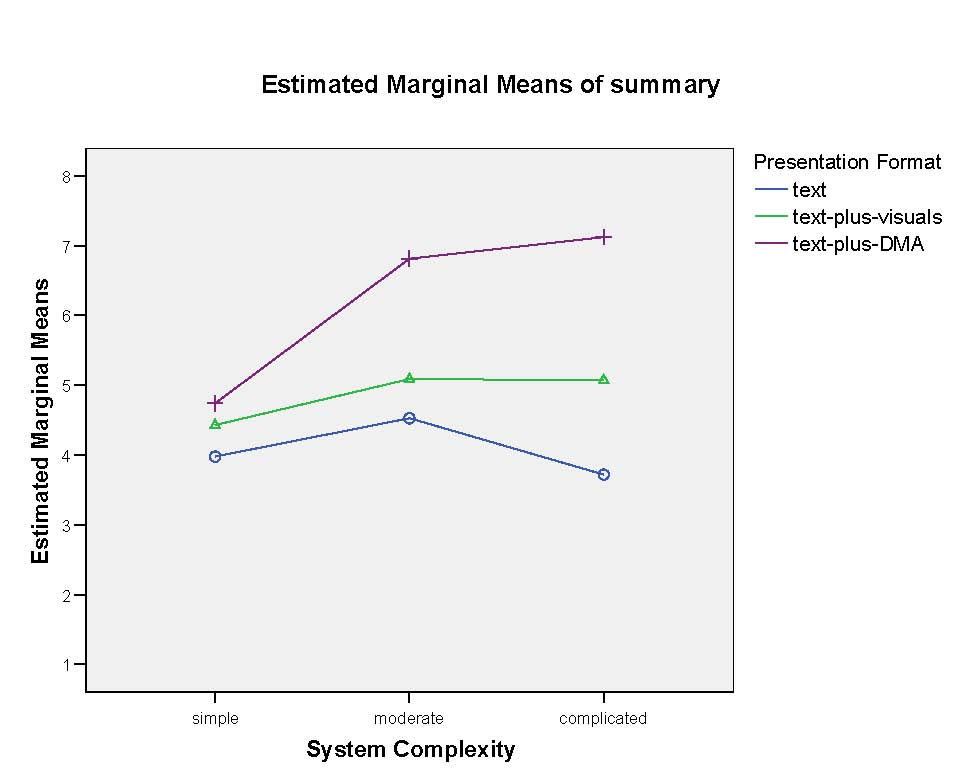 Estimated Marginal Means of summary
Presentation Format
text
text-plus-visuals
text-plus-DMA
Estimated Marginal Means
8
7
6
5
4
3
2
1
simple moderate complicated
System Complexity